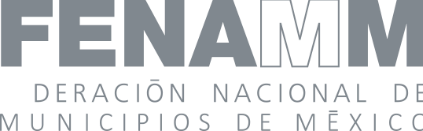 FENAMM
DERACIÓN NACIONAL DE
MUNICIPIOS DE MÉXICO